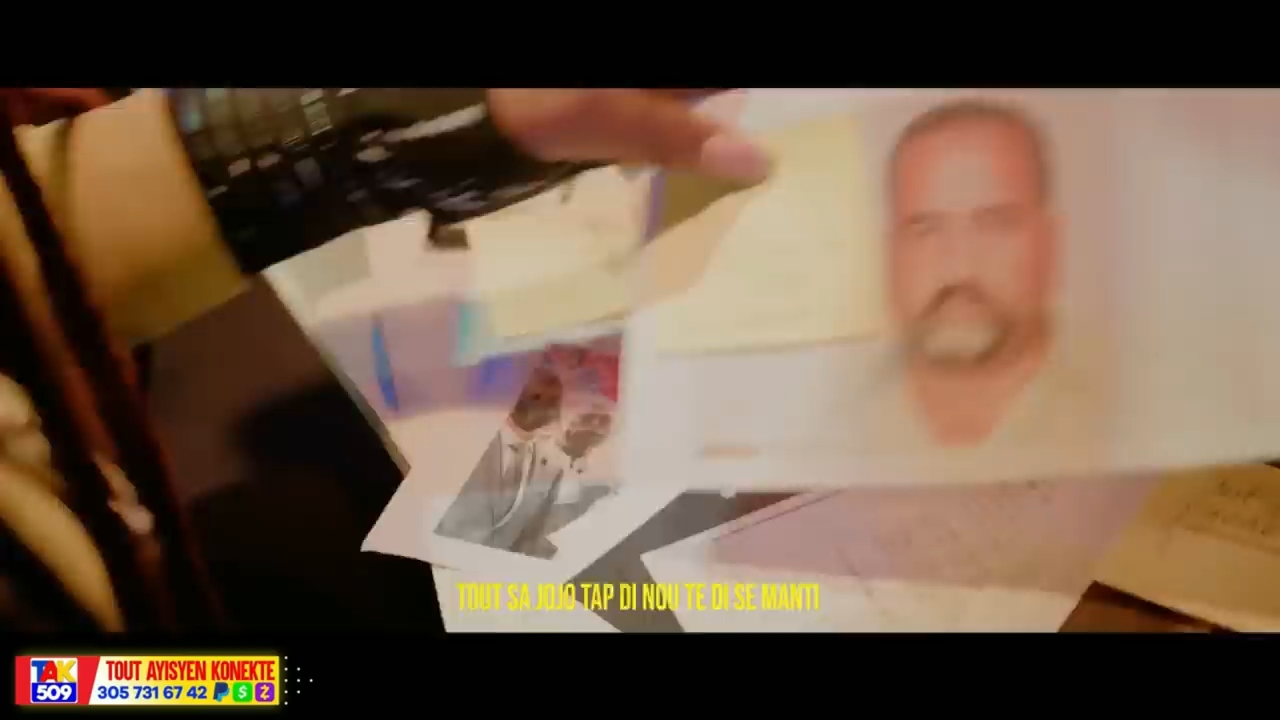 TOUT SA JOJO TAP DI NOU TE DI SE MANTI
TAK
509
TOUT AYISYEN KONEKTE
305 731 67 42